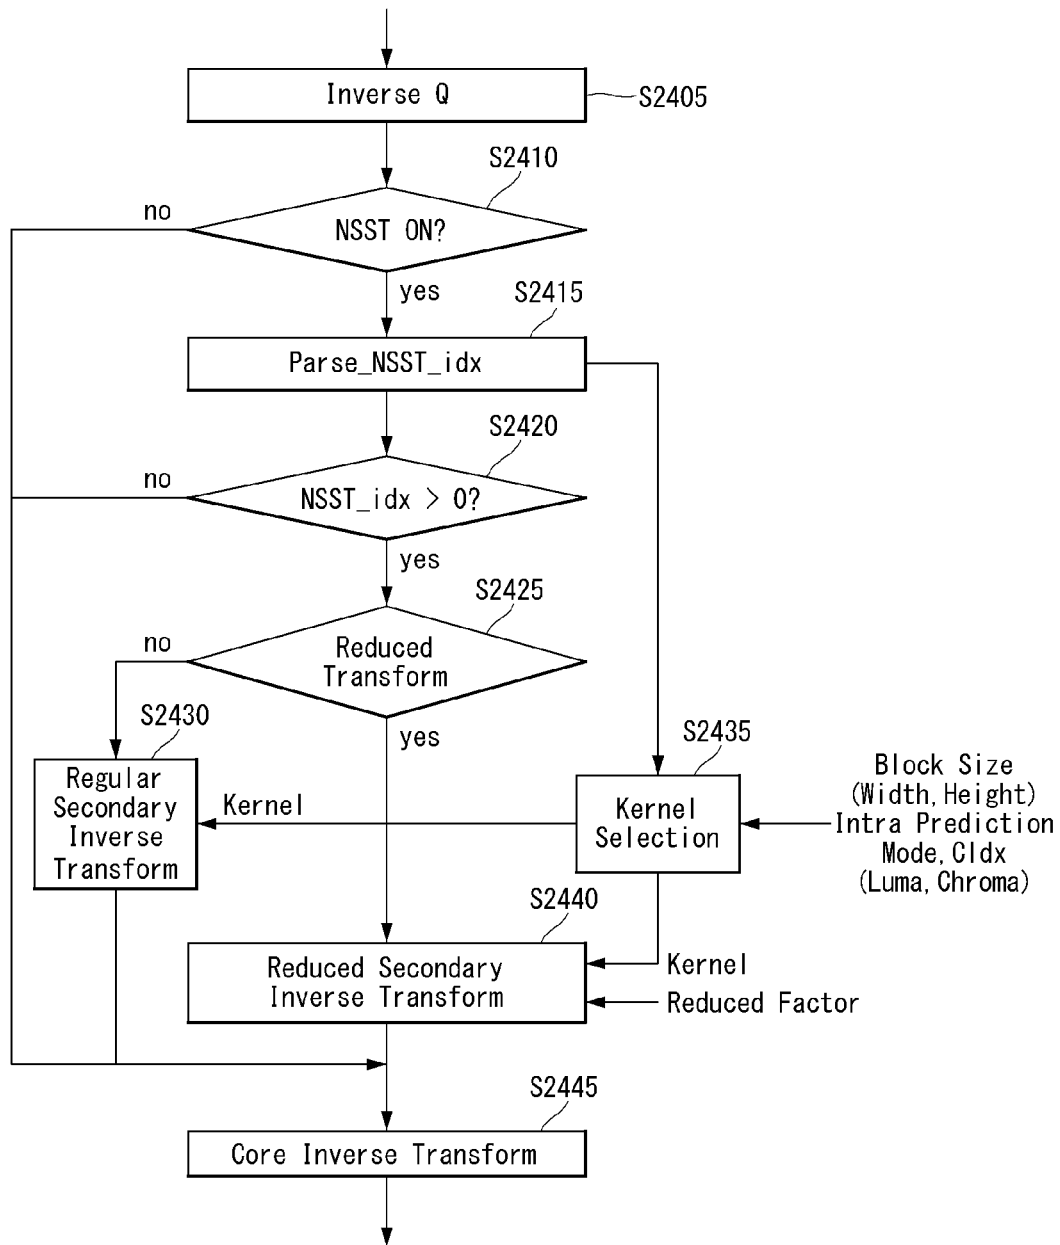 Inverse Q
S2405
S2410
no
NSST ON?
yes
S2415
Parse_NSST_idx
S2420
no
NSST_idx > 0?
yes
S2425
no
Reduced
Transform
yes
S2430
Regular
Secondary
Inverse
Transform
Kernel
S2435
Kernel
Selection
Block Size
(Width,Height)
Intra Prediction
Mode,CIdx
(Luma,Chroma)
S2440
Reduced Secondary
Inverse Transform
Kernel
Reduced Factor
S2445
Core Inverse Transform